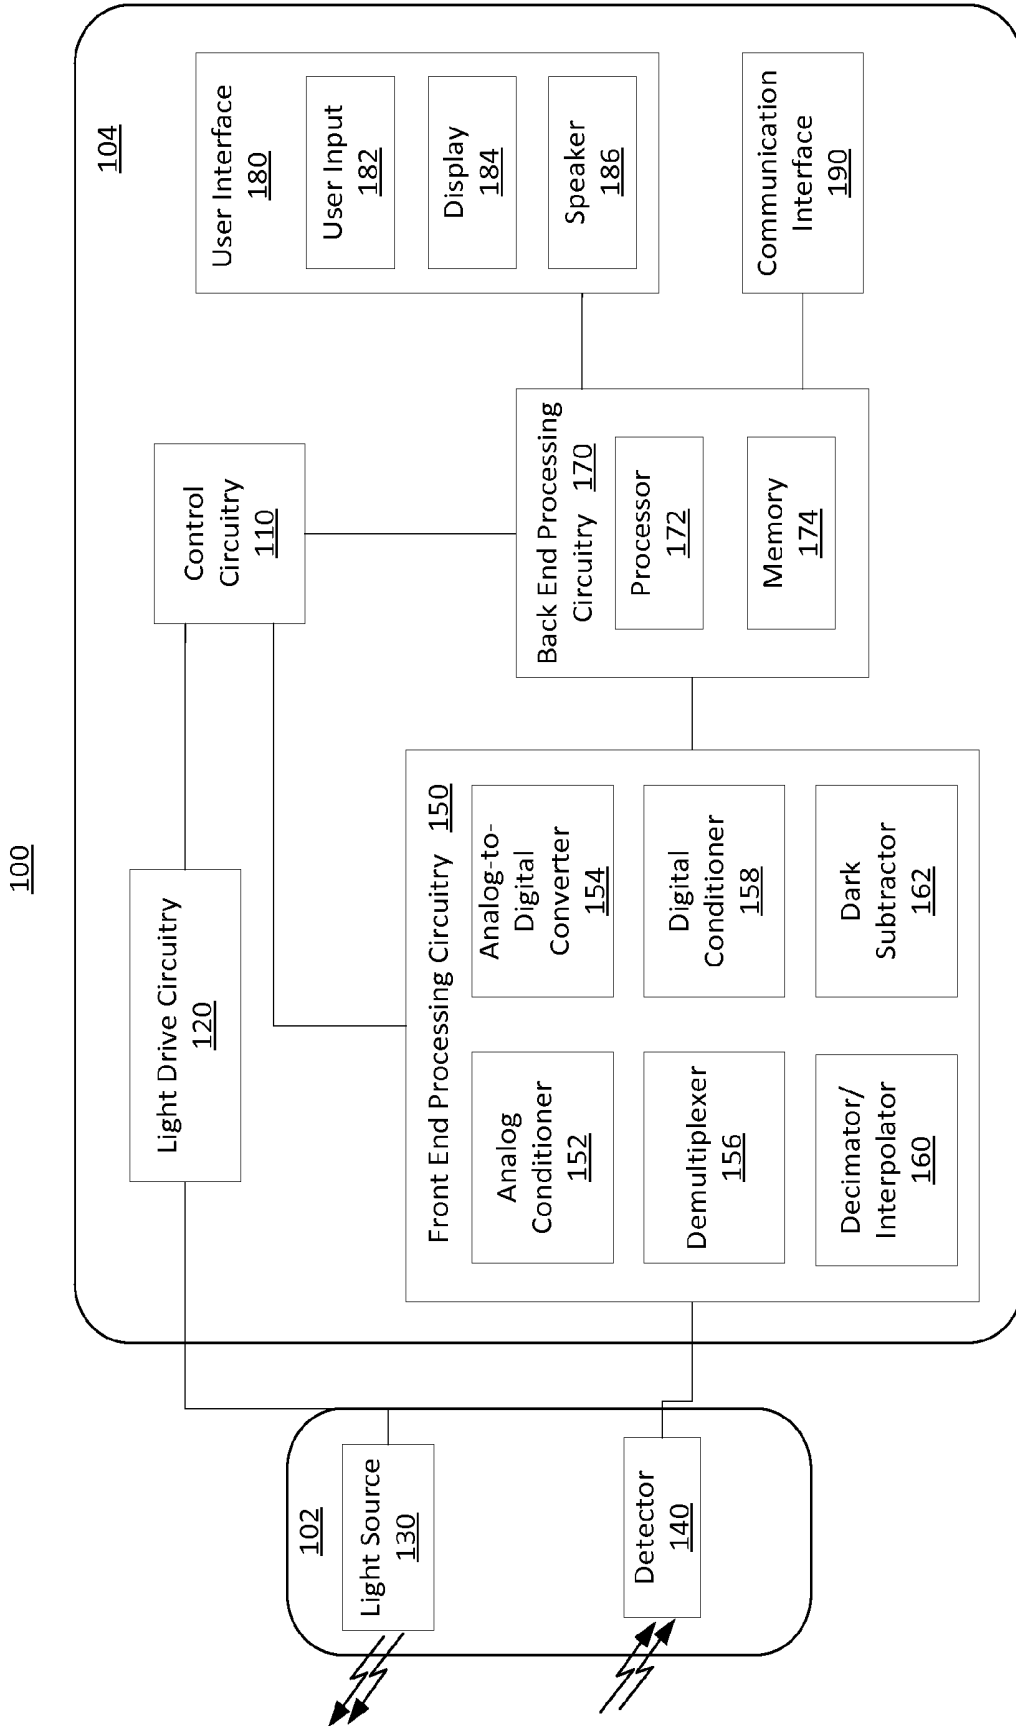 100
104
102
Light Source
130
Detector
140
Light Drive Circuitry
120
Control
Circuitry
110
Front End Processing Circuitry 150
Analog
Conditioner
152
Analog-to-
Digital
Converter
154
Demultiplexer
156
Digital
Conditioner
158
Decimator/
Interpolator
160
Dark
Subtractor
162
Back End Processing
Circuitry 170
Processor
172
Memory
174
User Interface
180
User Input
182
Display
184
Speaker
186
Communication
Interface
190